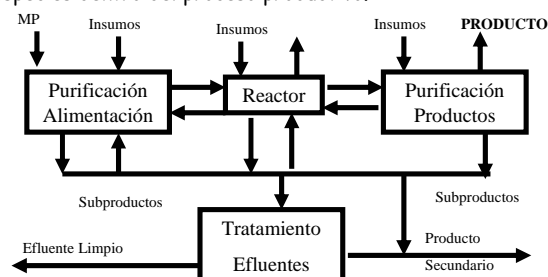 MP
Insumos
Insumos
Insumos
PRODUCTO
Purificación
Alimentación
Reactor
Purificación
Productos
Subproductos
Subproductos
Tratamiento
Efluentes
Efluente Limpio
Producto
Secundario